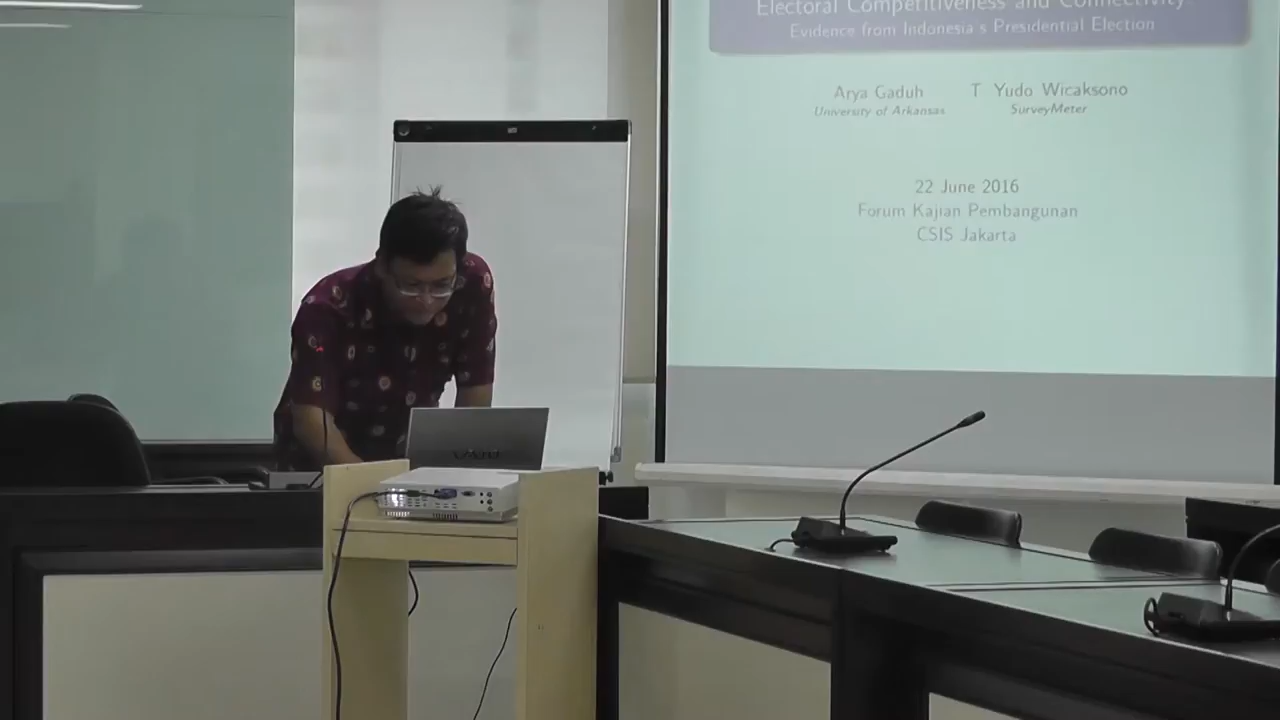 Electoral Competitiveness and Connectivity:
Evidence from Indonesia's Presidential Election
Arya Gaduh T Yudo Wicaksono
University of Arkansas SurveyMeter
22 June 2016
Forum Kajian Pembangunan
CSIS Jakarta
VAIO